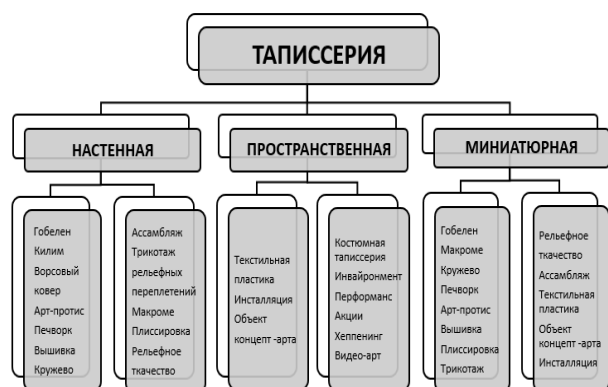 ТАПИССЕРИЯ
НАСТЕННАЯ
ПРОСТРАНСТВЕННАЯ
МИНИАТЮРНАЯ
Гобелен
Килим
Ворсовый
ковер
Арт-протис
Печворк
Вышивка
Кружево
Ассамбляж
Трикотаж
рельефных
переплетений
Макроме
Плиссировка
Рельефное
ткачество
Текстильная
пластика
Инсталляция
Объект
концепт -арта
Костюмная
таписсерия
Инвайронмент
Перформанс
Акции
Хеппенинг
Видео-арт
Гобелен
Макроме
Кружево
Печворк
Арт-протис
Вышивка
Плиссировка
Трикотаж
Рельефное
ткачество
Ассамбляж
Текстильная
пластика
Объект
концепт -арта
Инсталляция